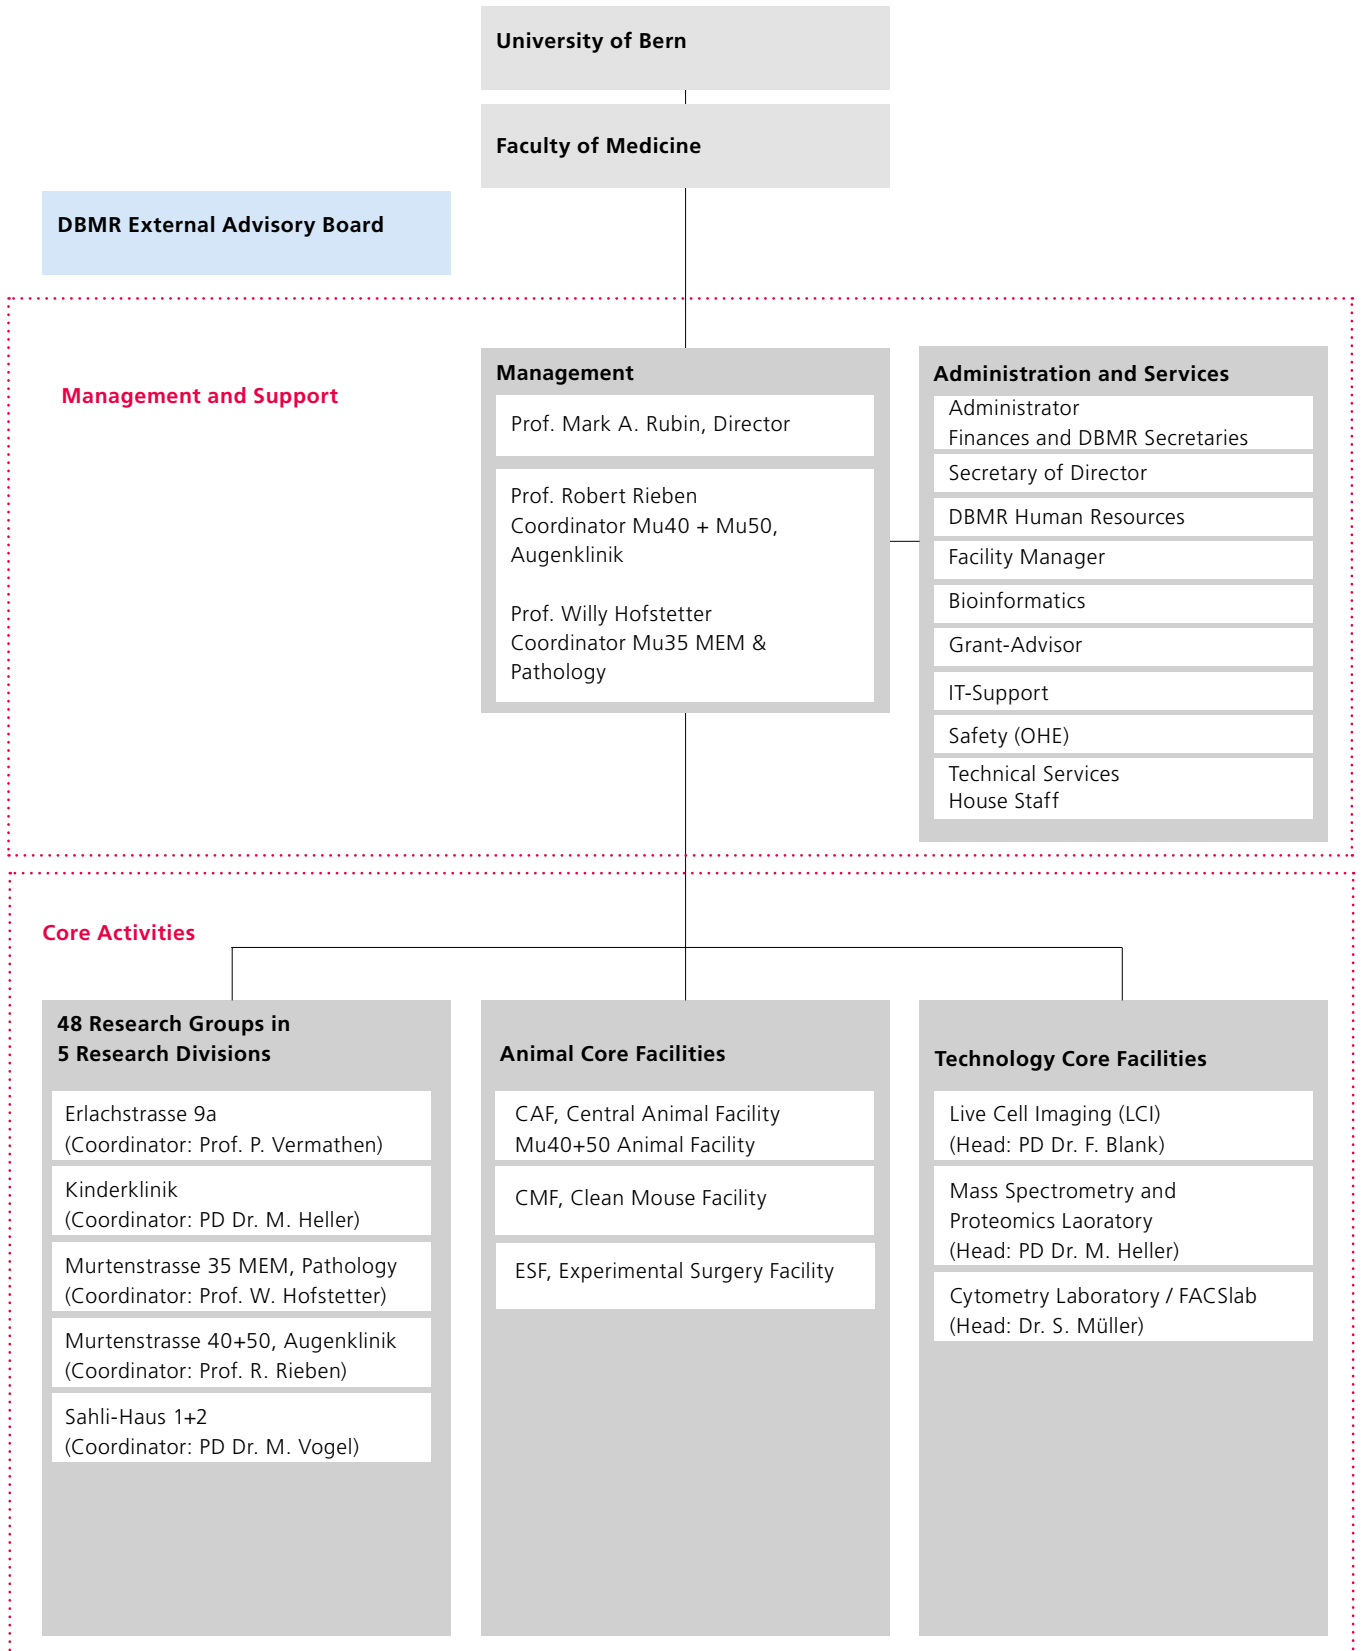 University of Bern
Faculty of Medicine
DBMR External Advisory Board
Management and Support
Management
Prof. Mark A. Rubin, Director
Prof. Robert Rieben
Coordinator Mu40 + Mu50,
Augenklinik
Prof. Willy Hofstetter
Coordinator Mu35 MEM &
Pathology
Administration and Services
Administrator
Finances and DBMR Secretaries
Secretary of Director
DBMR Human Resources
Facility Manager
Bioinformatics
Grant-Advisor
IT-Support
Safety (OHE)
Technical Services
House Staff
Core Activities
48 Research Groups in
5 Research Divisions
Erlachstrasse 9a
(Coordinator: Prof. P. Vermathen)
Kinderklinik
(Coordinator: PD Dr. M. Heller)
Murtenstrasse 35 MEM, Pathology
(Coordinator: Prof. W. Hofstetter)
Murtenstrasse 40+50, Augenklinik
(Coordinator: Prof. R. Rieben)
Sahli-Haus 1+2
(Coordinator: PD Dr. M. Vogel)
Animal Core Facilities
CAF, Central Animal Facility
Mu40+50 Animal Facility
CMF, Clean Mouse Facility
ESF, Experimental Surgery Facility
Technology Core Facilities
Live Cell Imaging (LCI)
(Head: PD Dr. F. Blank)
Mass Spectrometry and
Proteomics Laoratory
(Head: PD Dr. M. Heller)
Cytometry Laboratory / FACSlab
(Head: Dr. S. Müller)